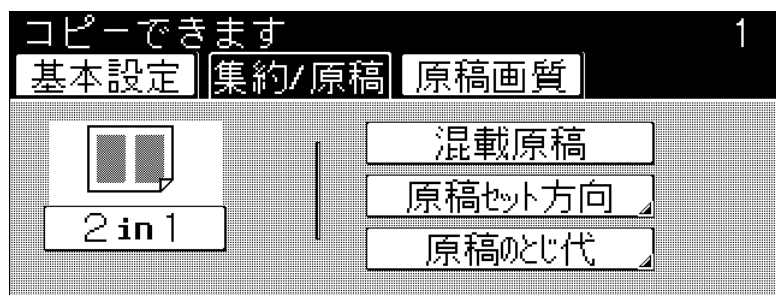 コピーできます 1
基本設定 集約/原稿 原稿画質
混載原稿
原稿セット方向
2in1
原稿のとじ代